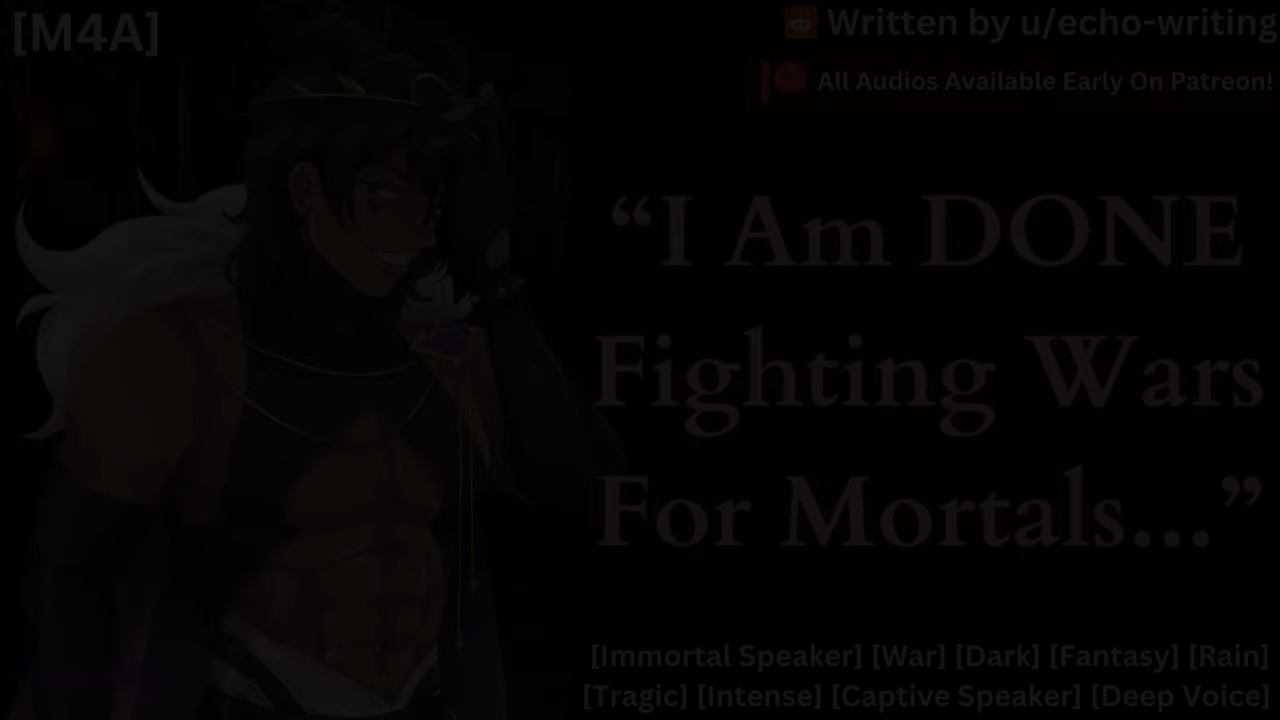 [M4A]
Written by u/echo-writing
All Audios Available Early On Patreon!
“I Am DONE
Fighting Wars
For Mortals...”
[Immortal Speaker] [War] [Dark] [Fantasy] [Rain]
[Tragic] [Intense] [Captive Speaker] [Deep Voice]